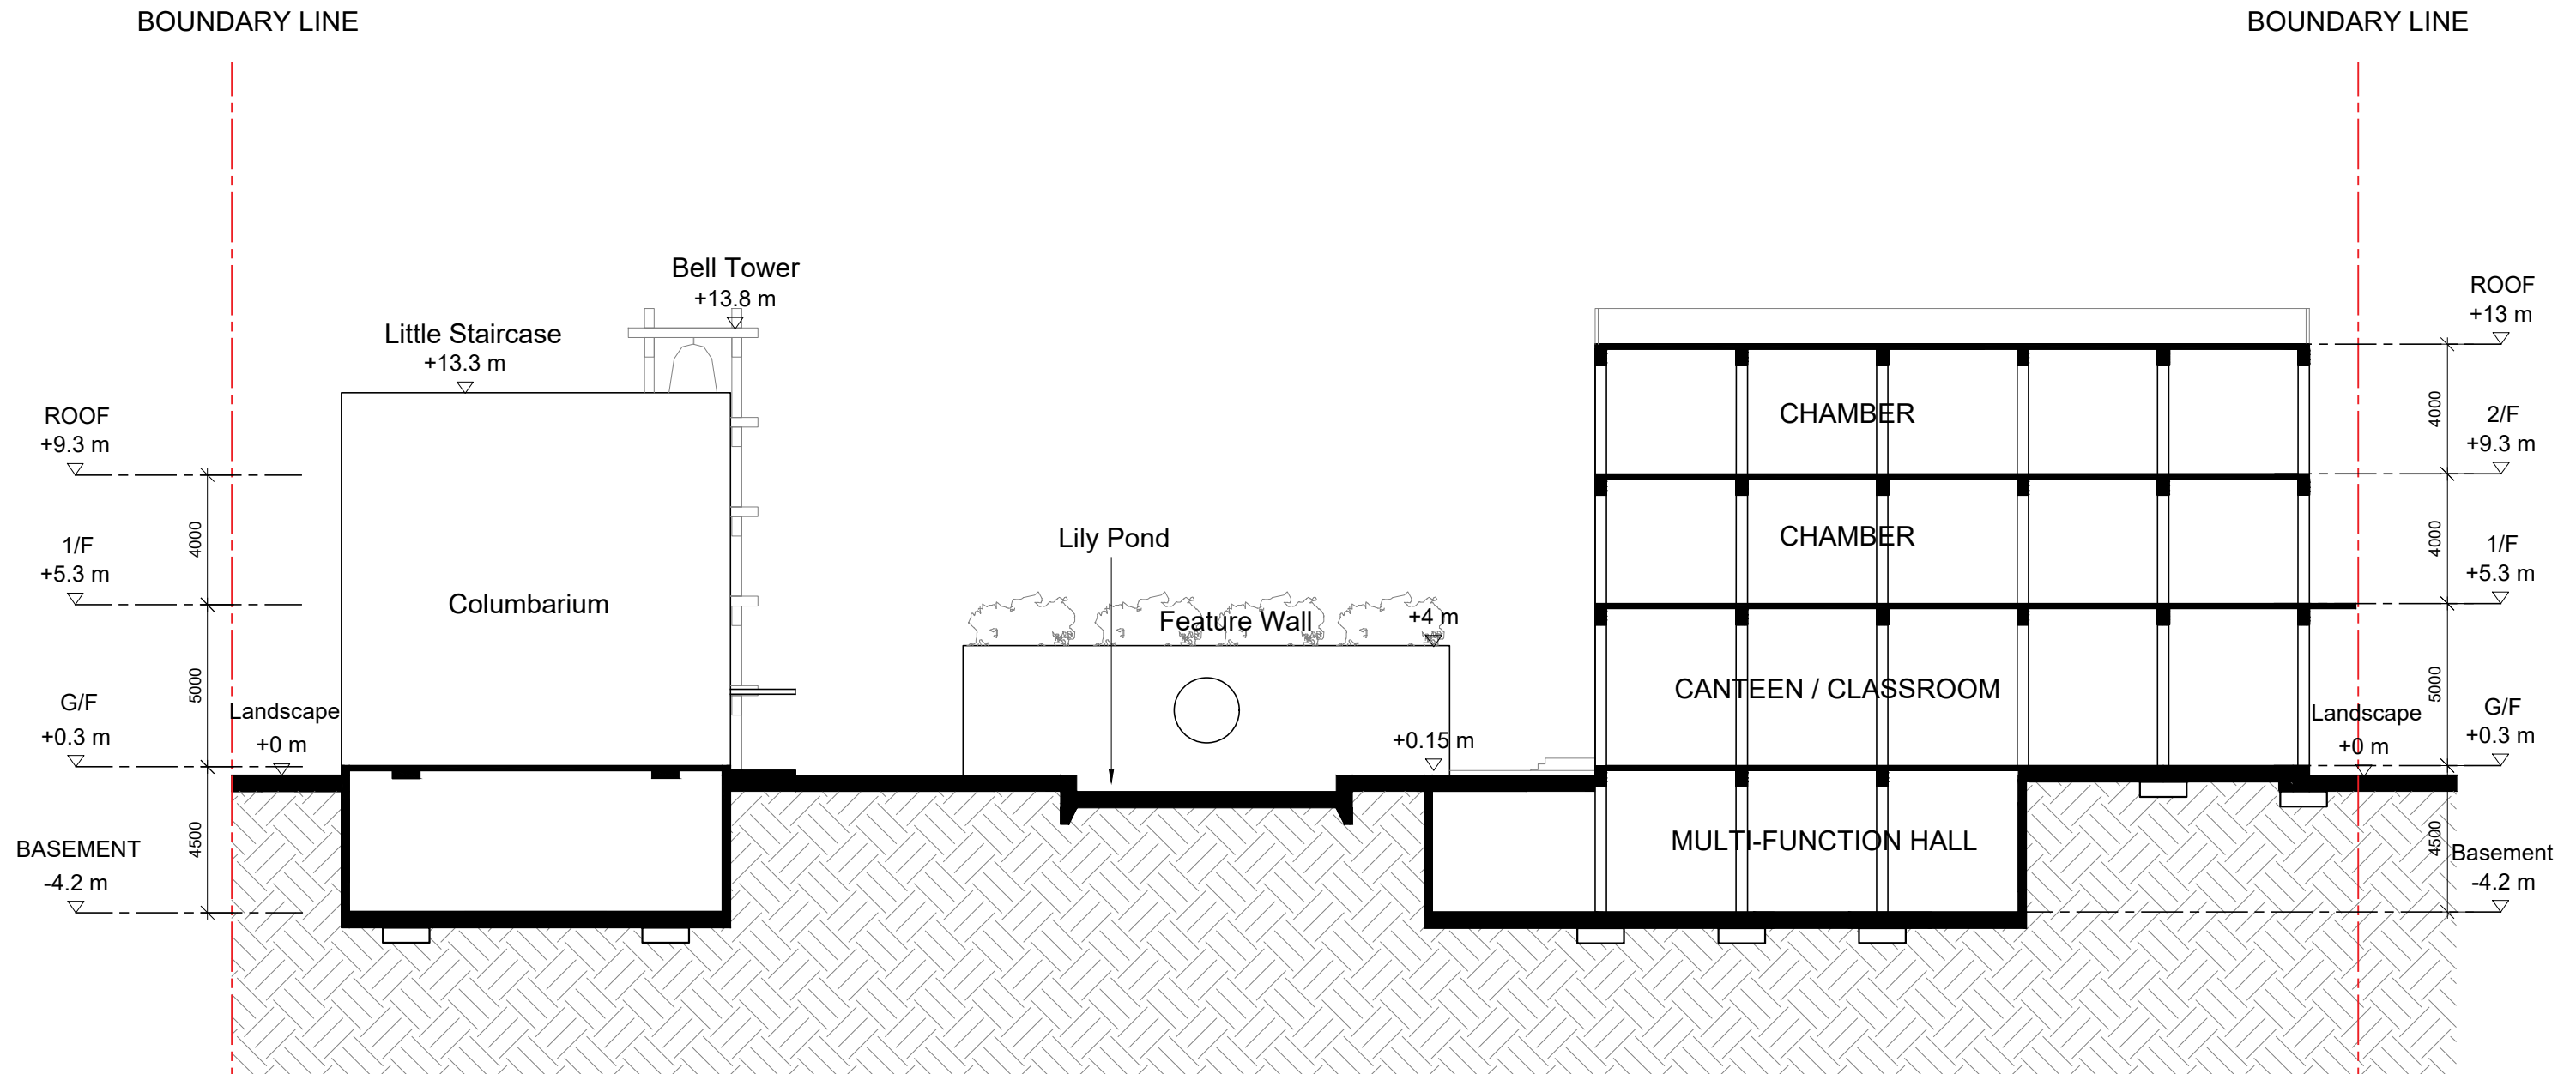 BOUNDARY LINE
BOUNDARY LINE
Bell Tower
+13.8 m
Little Staircase
+13.3 m
ROOF
+9.3 m
1/F
+5.3 m
G/F
+0.3 m
BASEMENT
-4.2 m
4000
5000
4500
Landscape
+0 m
Columbarium
Lily Pond
Feature Wall
+4 m
+0.15 m
CHAMBER
CHAMBER
CANTEEN / CLASSROOM
MULTI-FUNCTION HALL
Landscape
+0 m
4000
4000
5000
4500
ROOF
+13 m
2/F
+9.3 m
1/F
+5.3 m
G/F
+0.3 m
Basement
-4.2 m